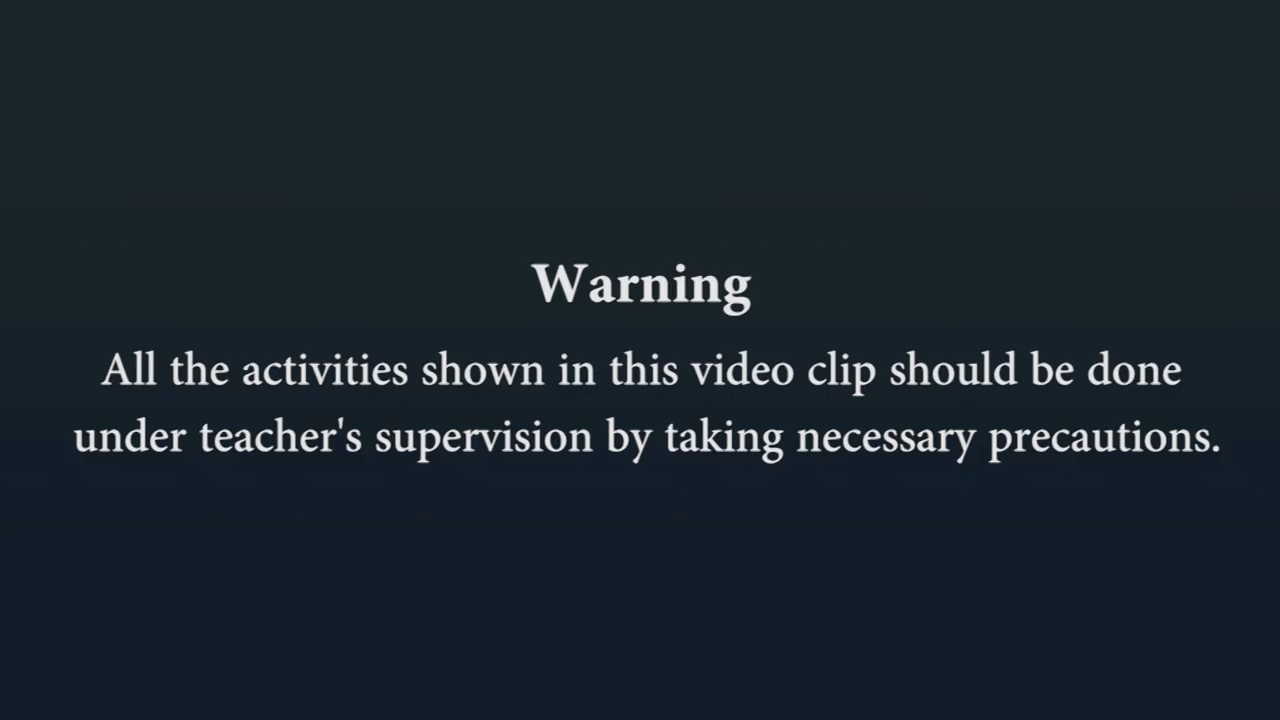 Warning
All the activities shown in this video clip should be done
under teacher's supervision by taking necessary precautions.